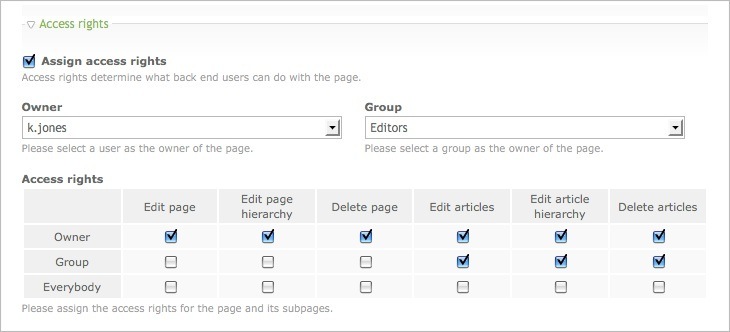 Access rights
Assign access rights
Access rights determine what back end users can do with the page.
Owner Group
k.jones Editors
Please select a user as the owner of the page. Please select a group as the owner of the page.
Access rights
Edit page Edit page hierarchy Delete page Edit articles Edit article hierarchy Delete articles
Owner
Group
Everybody
Please assign the access rights for the page and its subpages.